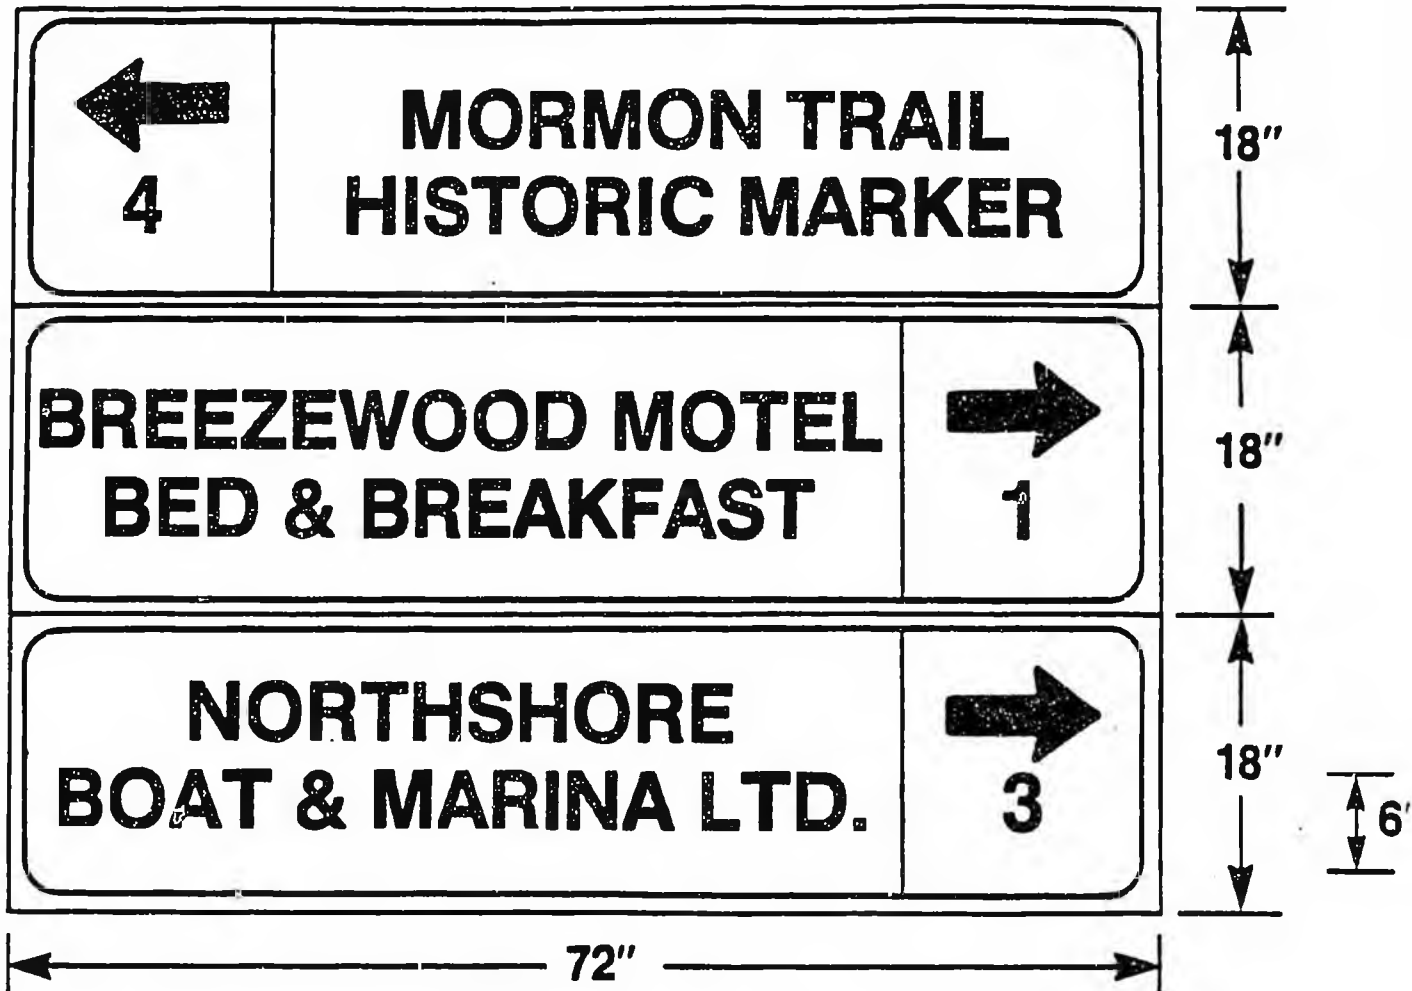 MORMON TRAIL
HISTORIC MARKER
4
18"
BREEZEWOOD MOTEL
BED & BREAKFAST
1
18"
NORTHSHORE
BOAT & MARINA LTD.
3
18"
6'
72"